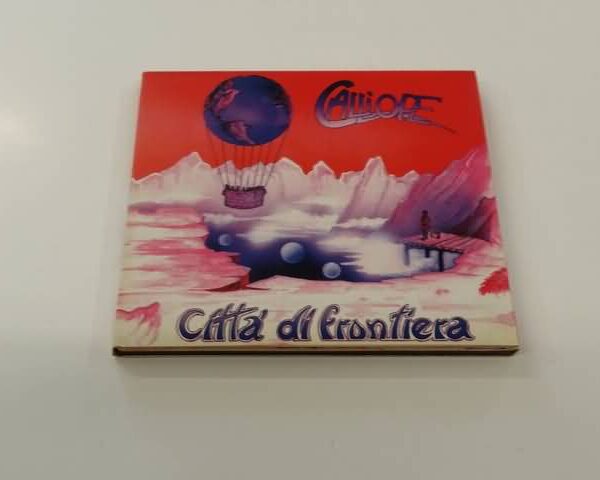 CALLIOPE
Città di frontiera